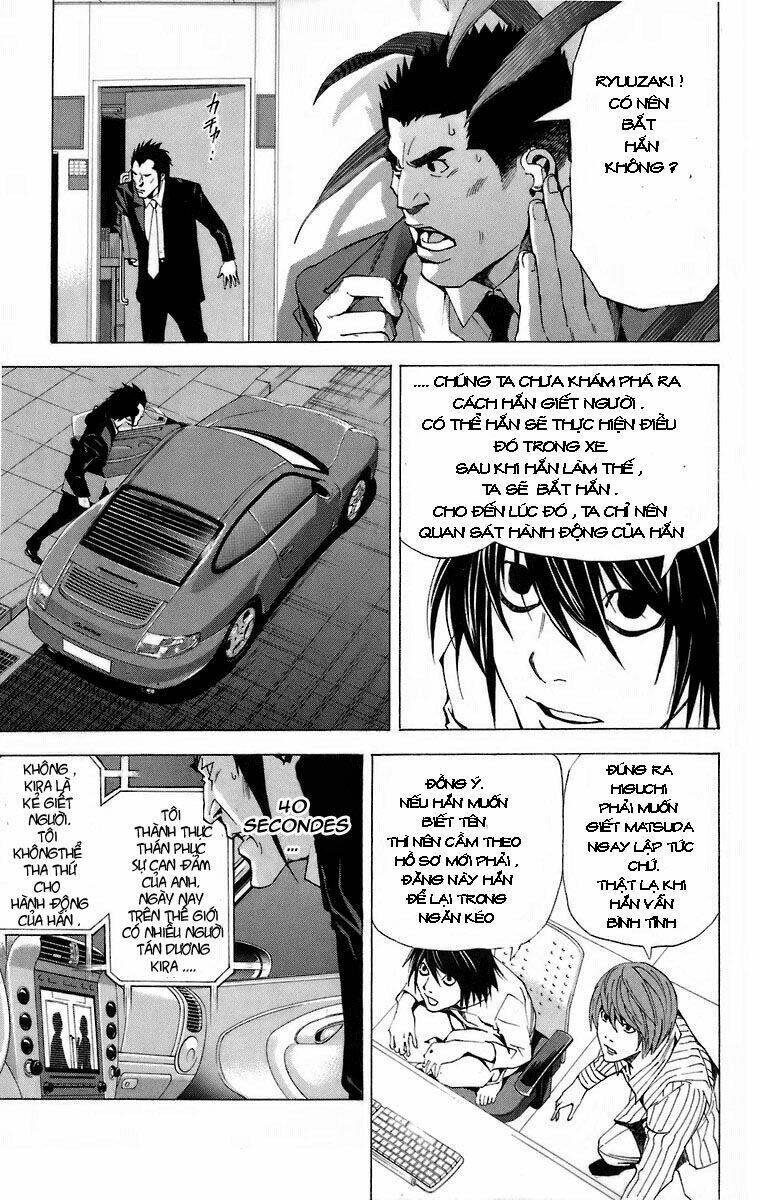 RYUUZAKI !
CÓ NÊN
BẮT
HẮN
KHÔNG ?
ガチャ
.... CHÚNG TA CHƯA KHÁM PHÁ RA
CÁCH HẮN GIẾT NGƯỜI .
CÓ THỂ HẮN SẼ THỰC HIỆN ĐIỀU
ĐÓ TRONG XE.
SAU KHI HẮN LÀM THẾ ,
TA SẼ BẮT HẮN .
CHO ĐẾN LÚC ĐÓ , TA CHỈ NÊN
QUAN SÁT HÀNH ĐỘNG CỦA HẮN
Carrera
ĐÚNG RA
HIGUCHI
PHẢI MUỐN
GIẾT MATSUDA
NGAY LẬP TỨC
CHỨ.
THẬT LẠ KHI
HẮN VẪN
BÌNH TĨNH
ĐỒNG Ý.
NẾU HẮN MUỐN
BIẾT TÊN
THÌ NÊN CẦM THEO
HỒ SƠ MỚI PHẢI ,
ĐẰNG NÀY HẮN
ĐỂ LẠI TRONG
NGĂN KÉO
40
SECONDES
...
TÔI
THÀNH THỰC
THÁN PHỤC
SỰ CAN ĐẢM
CỦA ANH.
NGÀY NAY
TRÊN THẾ GIỚI
CÓ NHIỀU NGƯỜI
TÁN DƯƠNG
KIRA ....
KHÔNG ,
KIRA LÀ
KẺ GIẾT
NGƯỜI.
TÔI
KHÔNGTHỂ
THA THỨ
CHO
HÀNH ĐỘNG
CỦA HẮN .